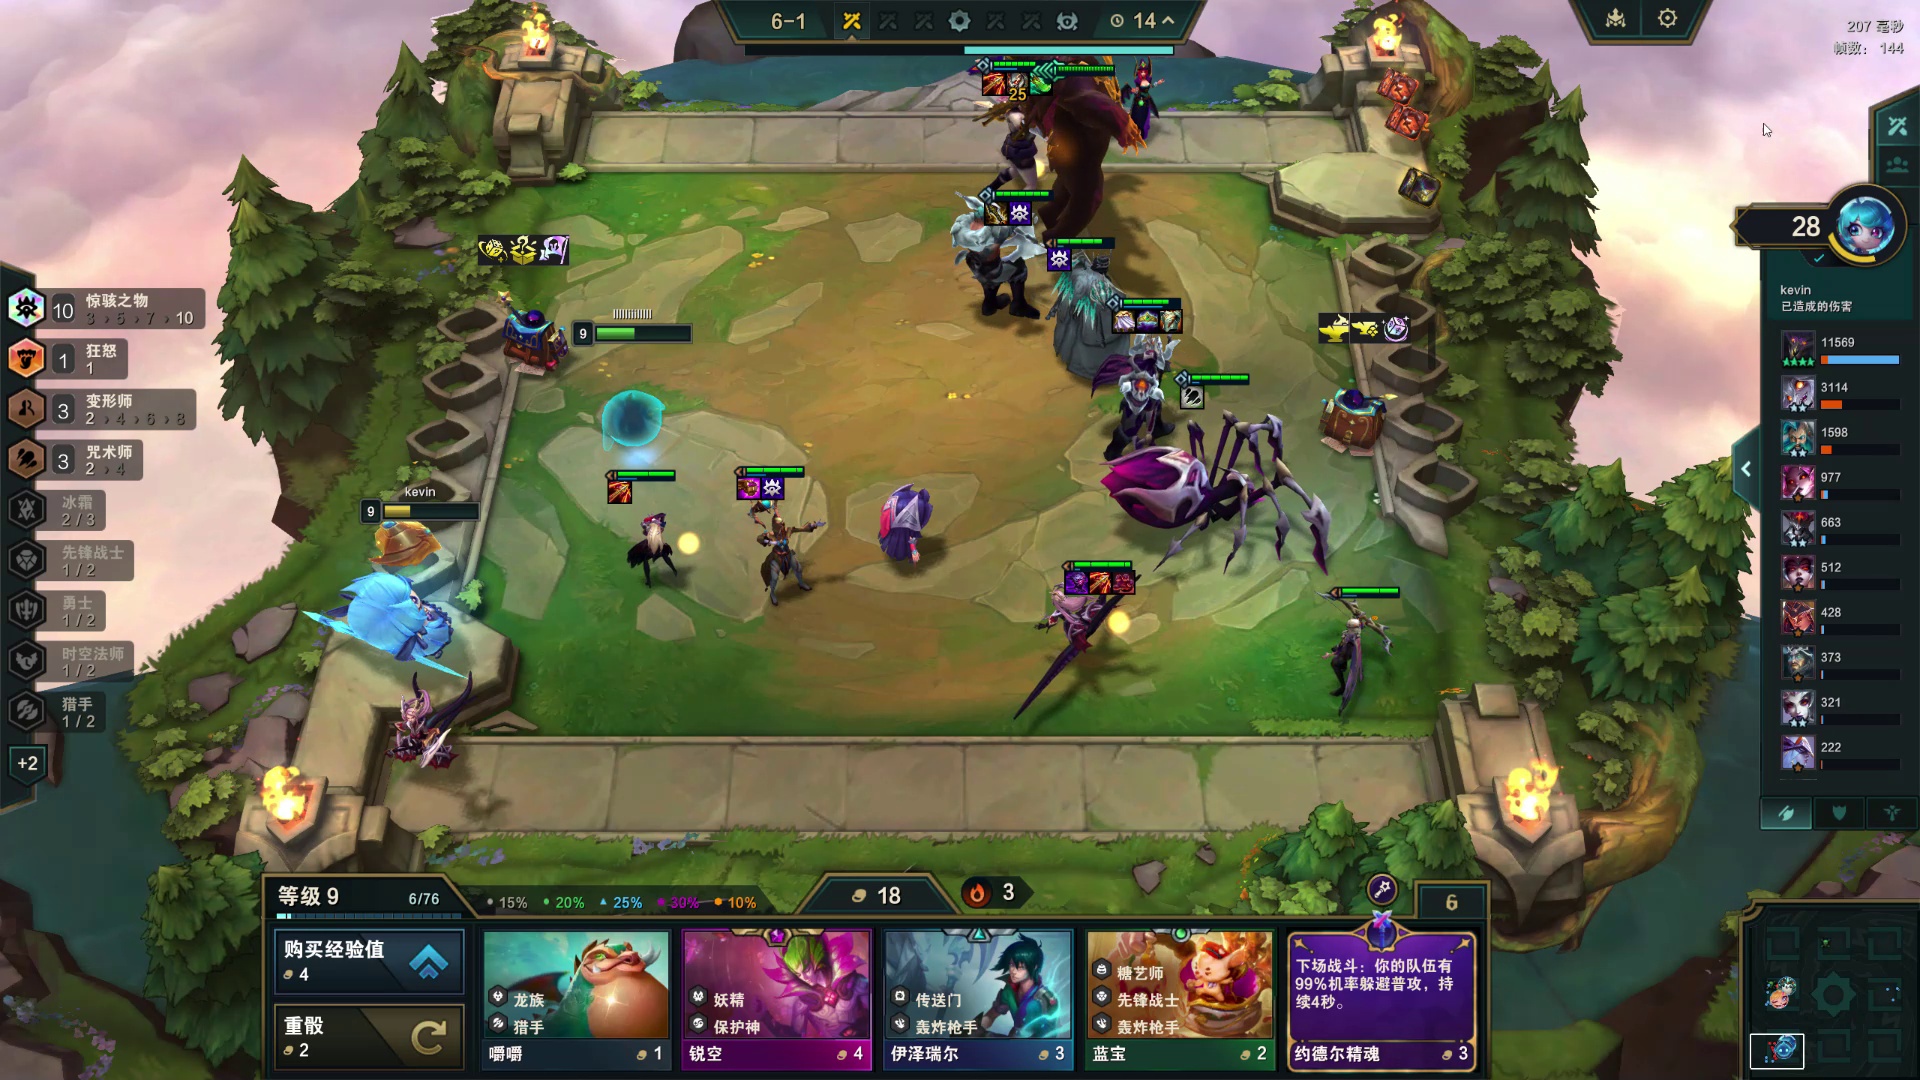 6-1
14
207 毫秒
帧数: 144
25
28
kevin
已造成的伤害
11569
3114
1598
977
663
512
428
373
321
222
10
惊骇之物
3 › 5 › 7 › 10
1
狂怒
1
3
变形师
2 › 4 › 6 › 8
3
咒术师
2 › 4
冰霜
2 / 3
先锋战士
1 / 2
勇士
1 / 2
时空法师
1 / 2
猎手
1 / 2
+2
9
kevin
9
等级 9
6/76
15%
20%
25%
30%
10%
18
3
6
购买经验值
4
重骰
2
龙族
猎手
嚼嚼
1
妖精
保护神
锐空
4
传送门
轰炸枪手
伊泽瑞尔
3
糖艺师
先锋战士
轰炸枪手
蓝宝
2
下场战斗：你的队伍有
99%机率躲避普攻，持
续4秒。
约德尔精魂
3